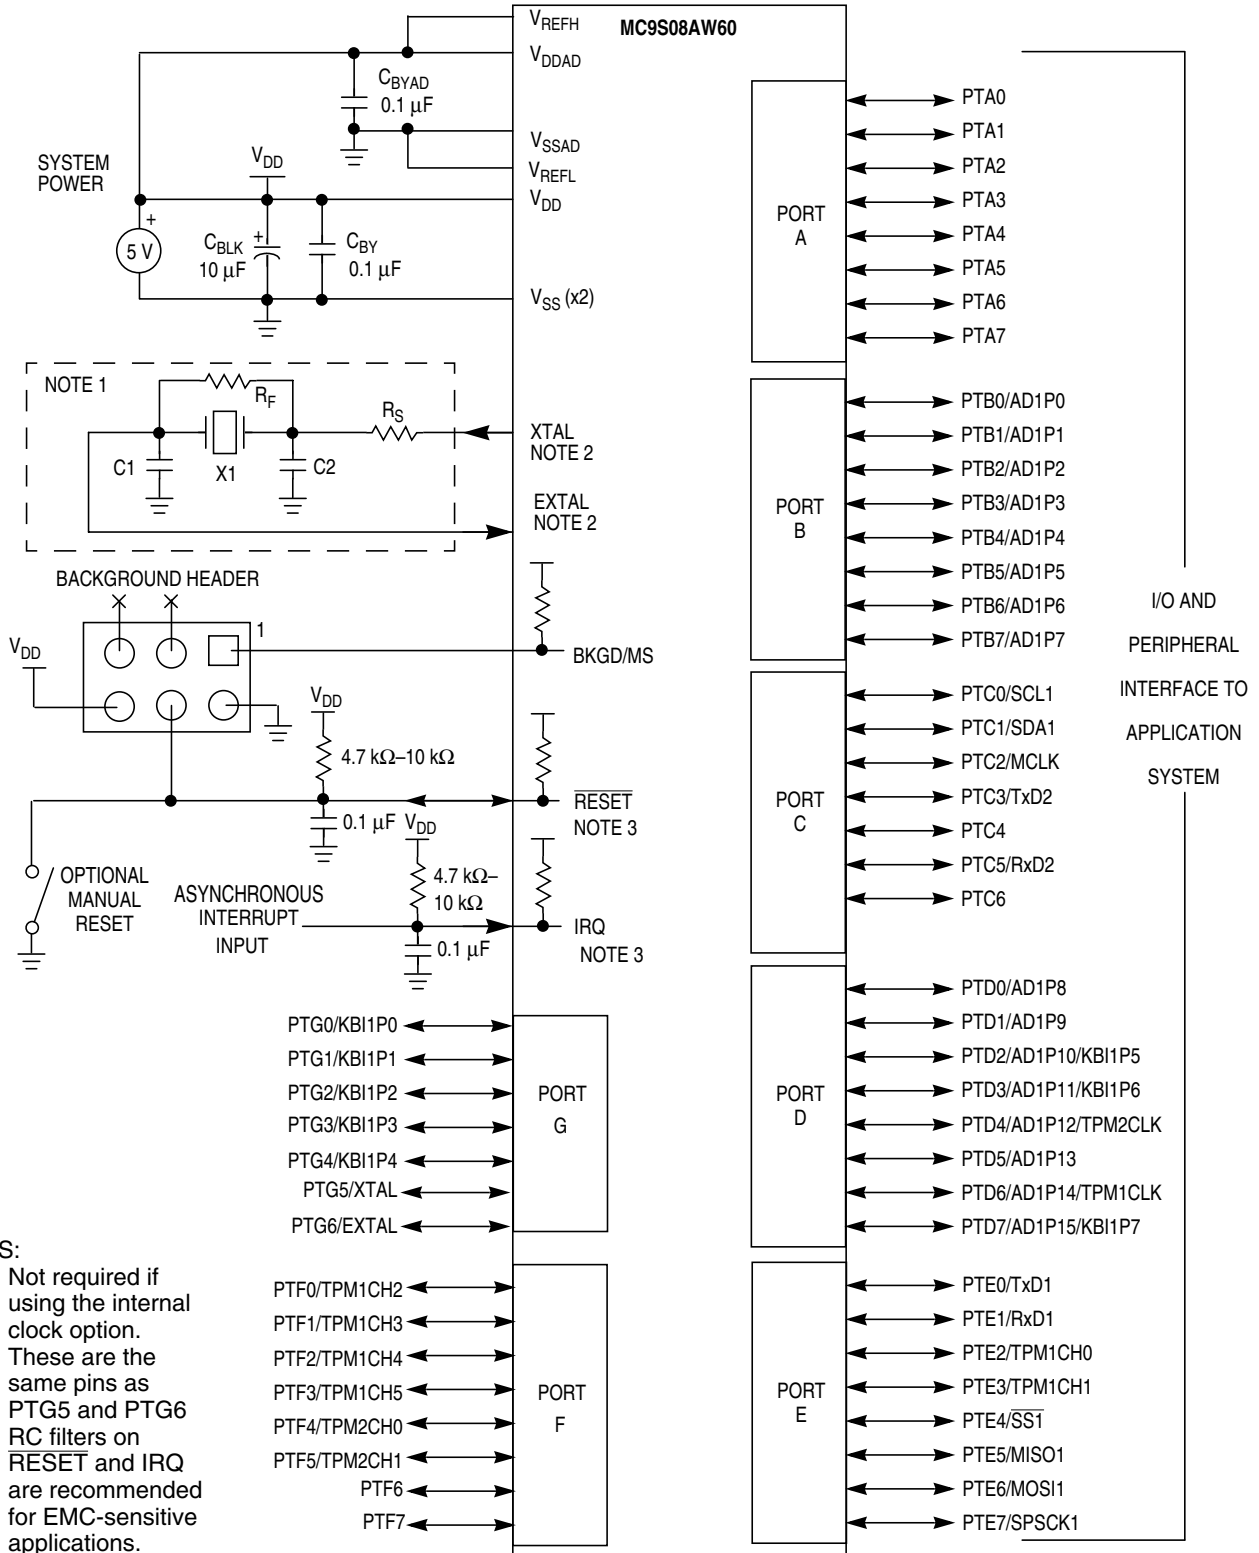 MC9S08AW60
VREFH
VDDAD
CBYAD
0.1 μF
VSSAD
VREFL
VDD
SYSTEM
POWER
VDD
+
5 V
CBLK
+
10 μF
CBY
0.1 μF
VSS (x2)
NOTE 1
RF
RS
C1
X1
C2
XTAL
NOTE 2
EXTAL
NOTE 2
BACKGROUND HEADER
1
VDD
BKGD/MS
VDD
4.7 kΩ–10 kΩ
RESET
NOTE 3
0.1 μF
VDD
4.7 kΩ–
10 kΩ
OPTIONAL
MANUAL
RESET
ASYNCHRONOUS
INTERRUPT
INPUT
IRQ
NOTE 3
0.1 μF
PTG0/KBI1P0
PTG1/KBI1P1
PTG2/KBI1P2
PTG3/KBI1P3
PTG4/KBI1P4
PTG5/XTAL
PTG6/EXTAL
PORT
G
PTF0/TPM1CH2
PTF1/TPM1CH3
PTF2/TPM1CH4
PTF3/TPM1CH5
PTF4/TPM2CH0
PTF5/TPM2CH1
PTF6
PTF7
PORT
F
PORT
A
PTA0
PTA1
PTA2
PTA3
PTA4
PTA5
PTA6
PTA7
PORT
B
PTB0/AD1P0
PTB1/AD1P1
PTB2/AD1P2
PTB3/AD1P3
PTB4/AD1P4
PTB5/AD1P5
PTB6/AD1P6
PTB7/AD1P7
PORT
C
PTC0/SCL1
PTC1/SDA1
PTC2/MCLK
PTC3/TxD2
PTC4
PTC5/RxD2
PTC6
PORT
D
PTD0/AD1P8
PTD1/AD1P9
PTD2/AD1P10/KBI1P5
PTD3/AD1P11/KBI1P6
PTD4/AD1P12/TPM2CLK
PTD5/AD1P13
PTD6/AD1P14/TPM1CLK
PTD7/AD1P15/KBI1P7
PORT
E
PTE0/TxD1
PTE1/RxD1
PTE2/TPM1CH0
PTE3/TPM1CH1
PTE4/SS1
PTE5/MISO1
PTE6/MOSI1
PTE7/SPSCK1
I/O AND
PERIPHERAL
INTERFACE TO
APPLICATION
SYSTEM
S:
Not required if
using the internal
clock option.
These are the
same pins as
PTG5 and PTG6
RC filters on
RESET and IRQ
are recommended
for EMC-sensitive
applications.